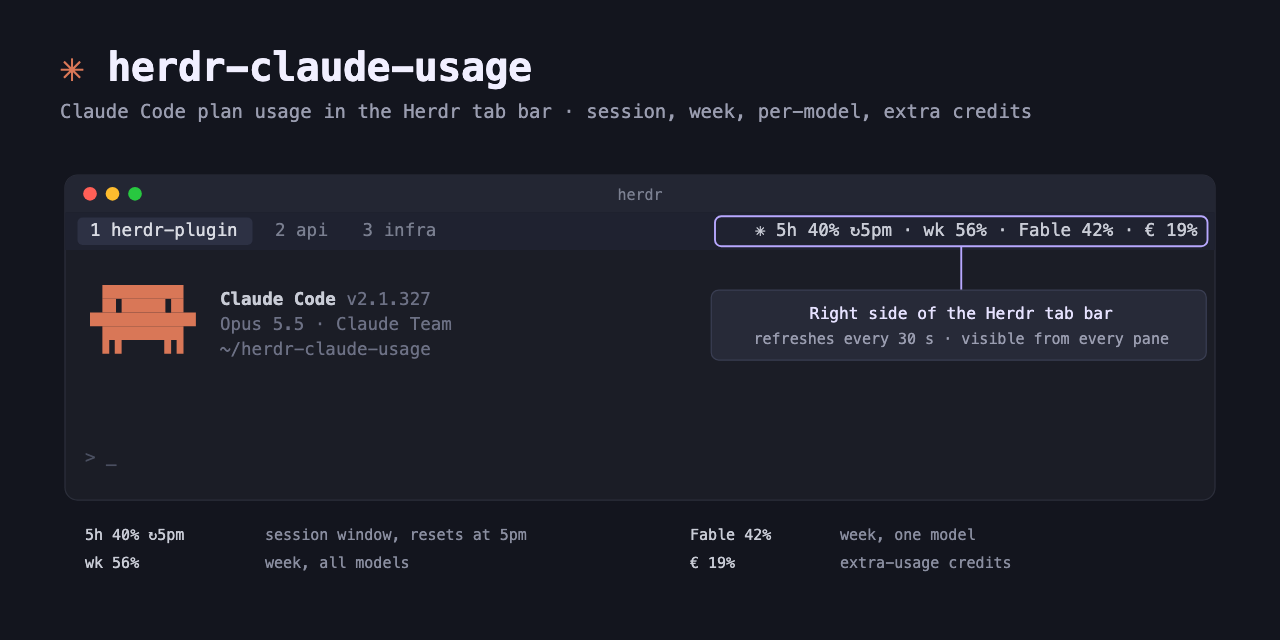 ✳ herdr-claude-usage
Claude Code plan usage in the Herdr tab bar · session, week, per-model, extra credits
herdr
1 herdr-plugin 2 api 3 infra ✳ 5h 40% ↻5pm · wk 56% · Fable 42% · € 19%
Claude Code v2.1.327
Opus 5.5 · Claude Team
~/herdr-claude-usage
Right side of the Herdr tab bar
refreshes every 30 s · visible from every pane
> _
5h 40% ↻5pm session window, resets at 5pm Fable 42% week, one model
wk 56% week, all models € 19% extra-usage credits